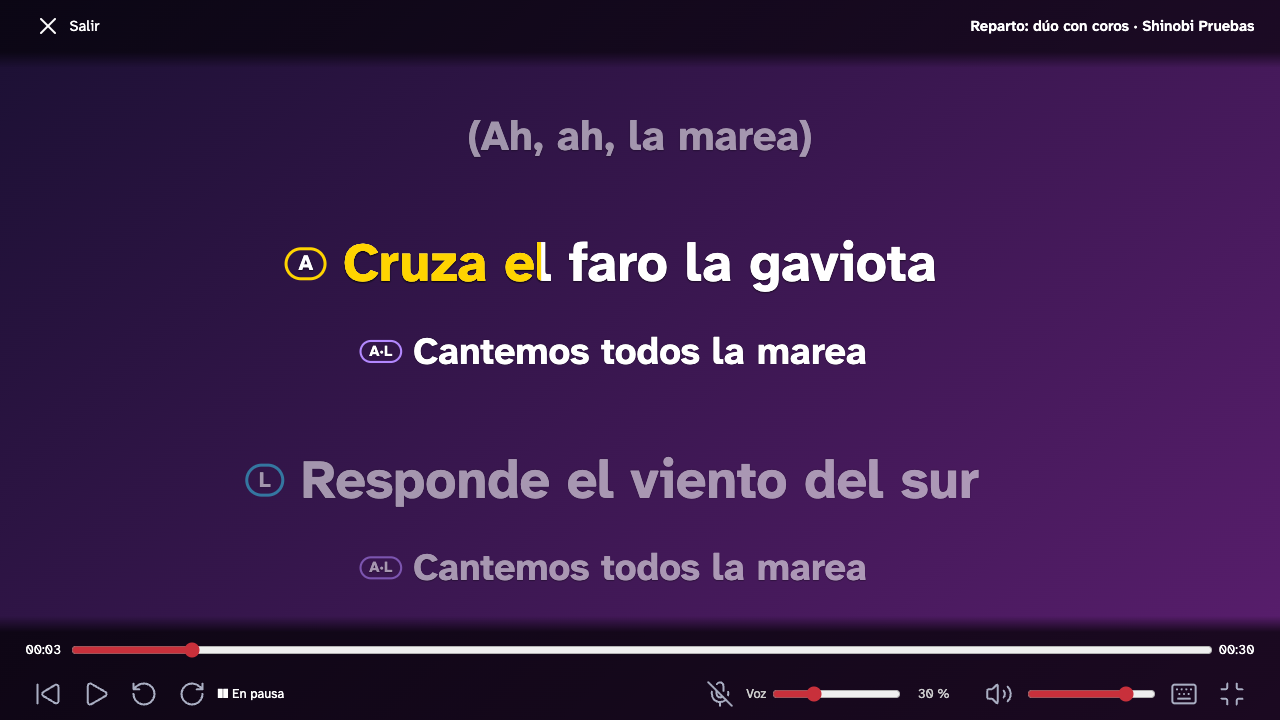 Salir
Reparto: dúo con coros · Shinobi Pruebas
(Ah, ah, la marea)
A Cruza el faro la gaviota
A·L Cantemos todos la marea
L Responde el viento del sur
A·L Cantemos todos la marea
00:03
00:30
En pausa
Voz
30 %